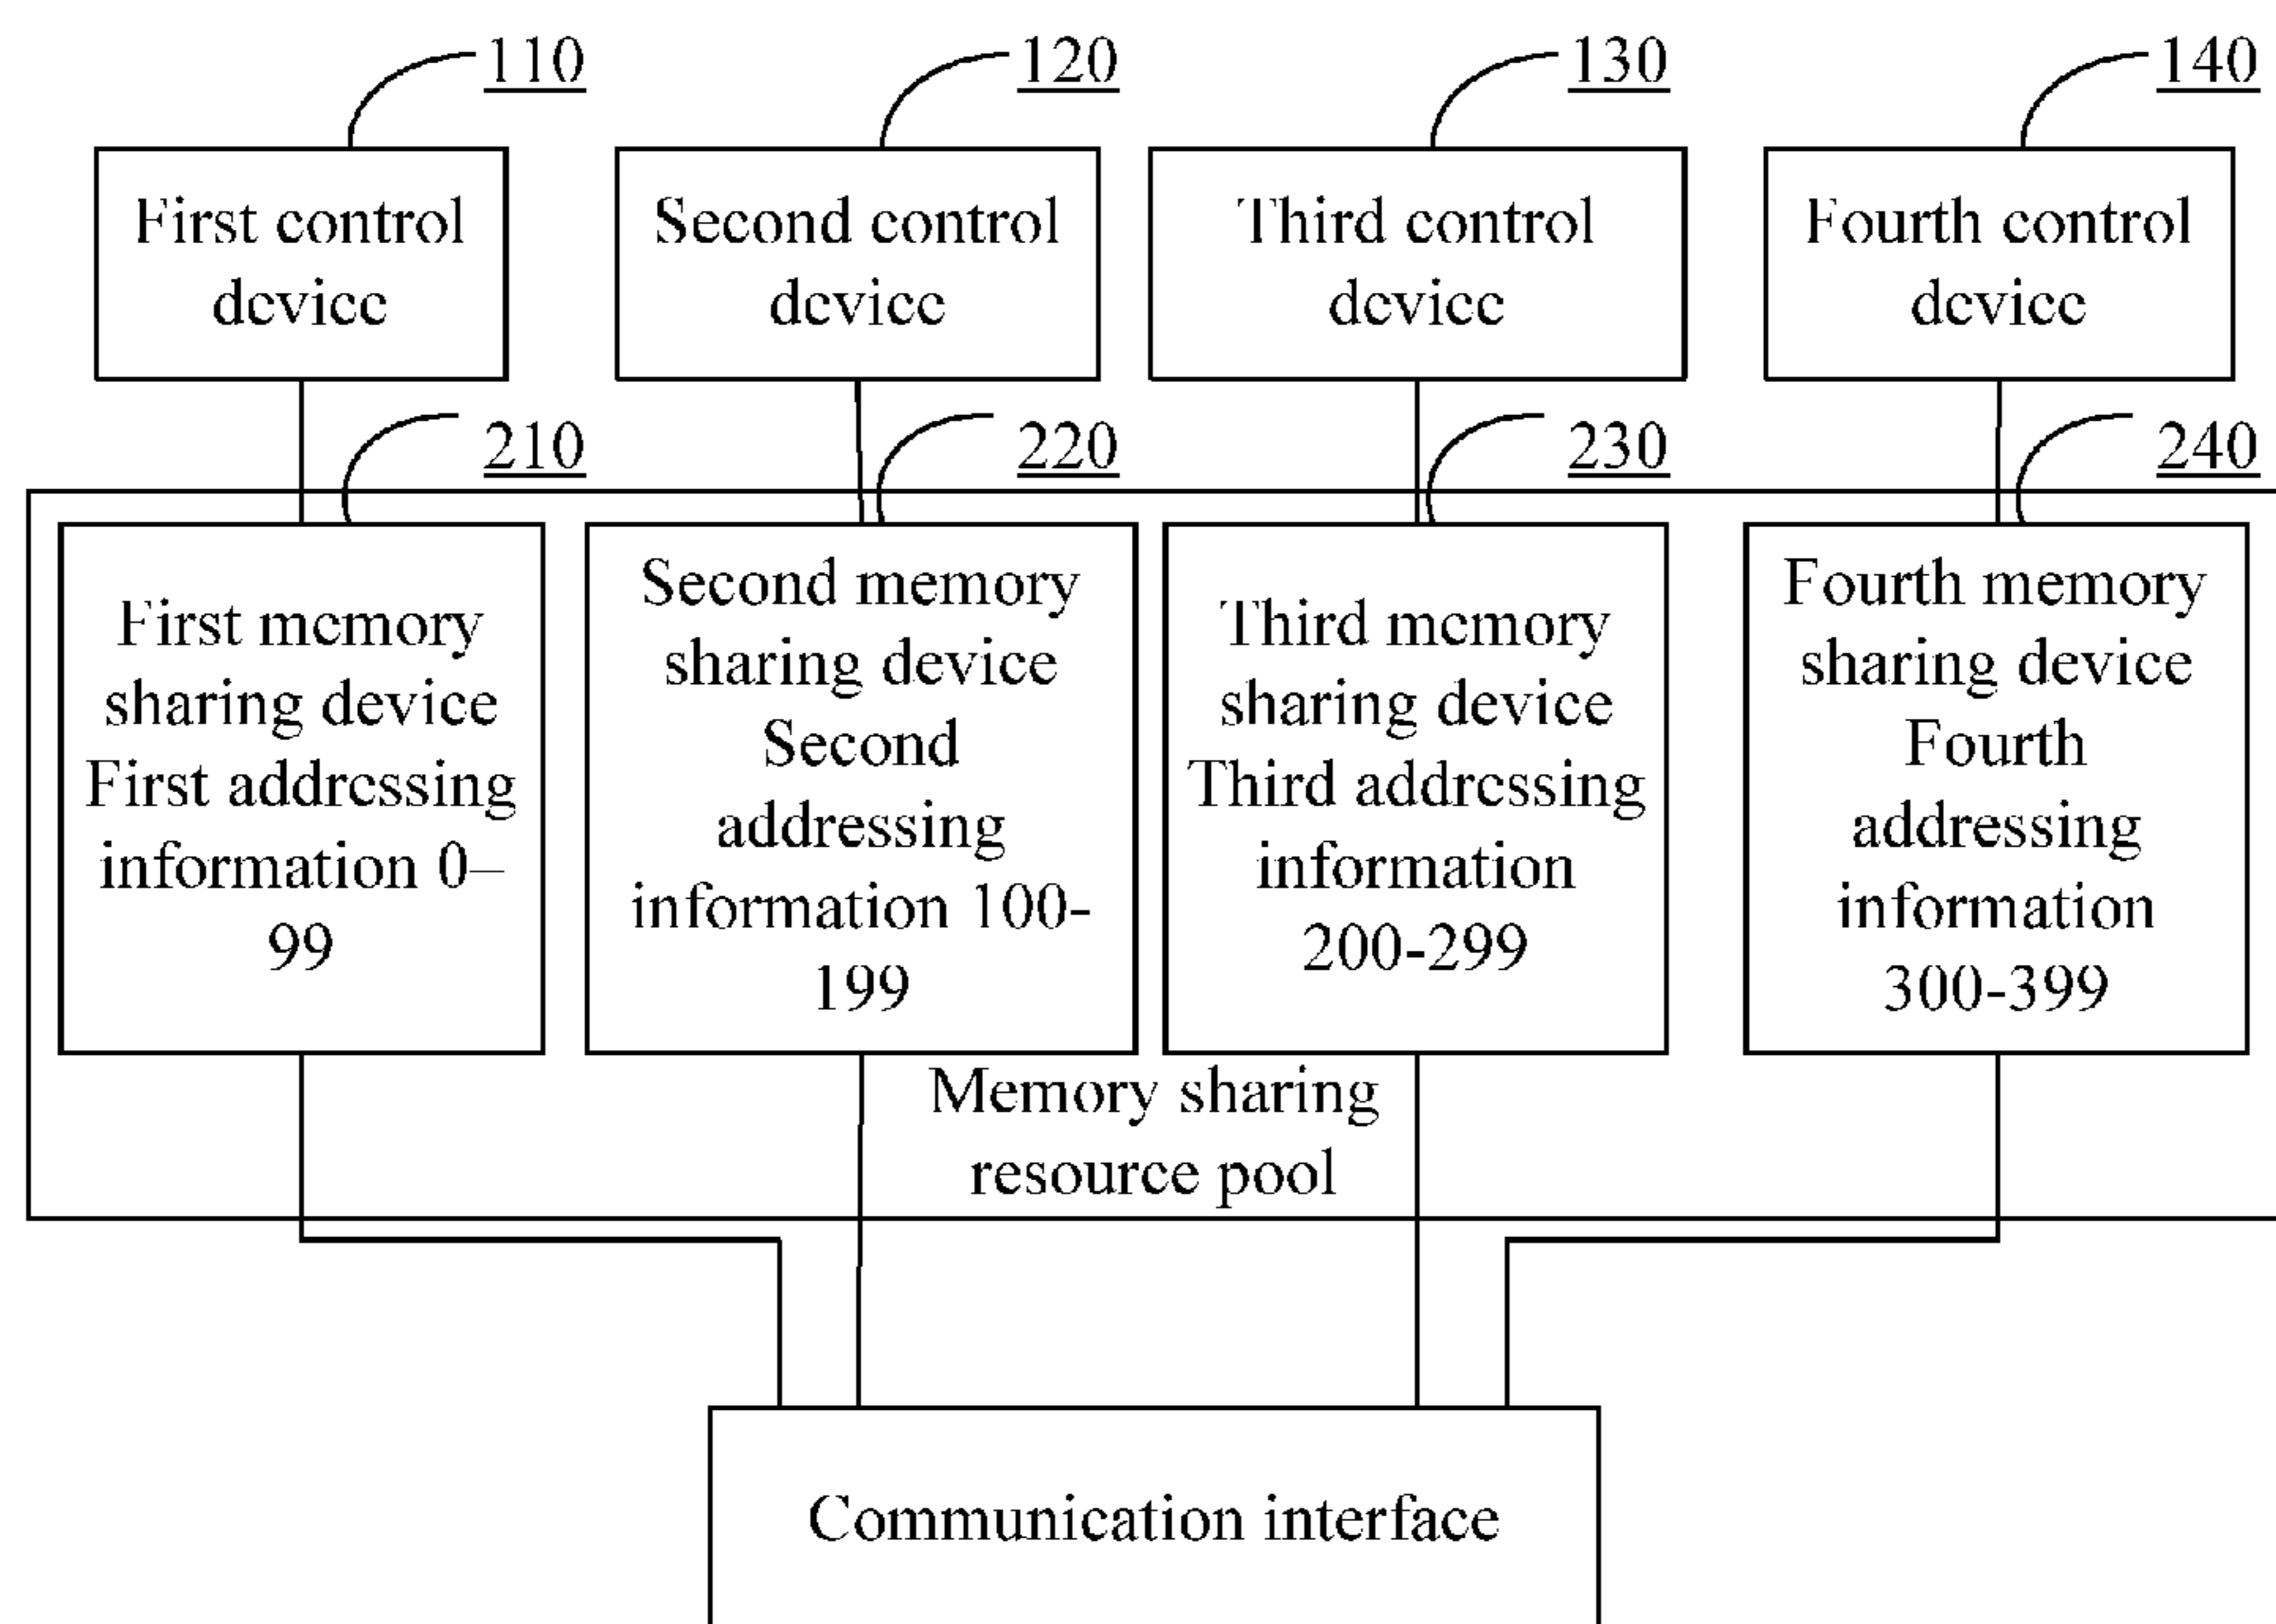 110
120
130
140
First control
device
Second control
device
Third control
device
Fourth control
device
210
220
230
240
First memory
sharing device
First addressing
information 0–
99
Second memory
sharing device
Second
addressing
information 100-
199
Third memory
sharing device
Third addressing
information
200-299
Fourth memory
sharing device
Fourth
addressing
information
300-399
Memory sharing
resource pool
Communication interface